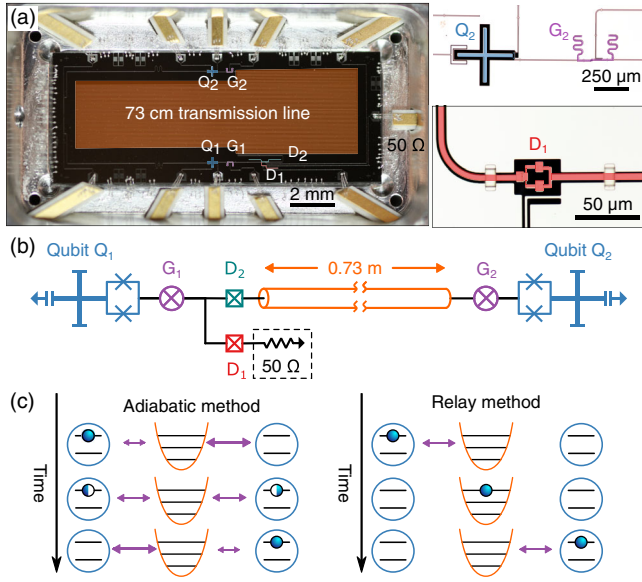 (a)
Q2 G2
73 cm transmission line
Q1 G1
D2
D1
50 Ω
2 mm
Q2
G2
250 μm
D1
50 μm
(b)
Qubit Q1
G1
D2
0.73 m
G2
Qubit Q2
D1
50 Ω
(c)
Adiabatic method
Time
Relay method
Time